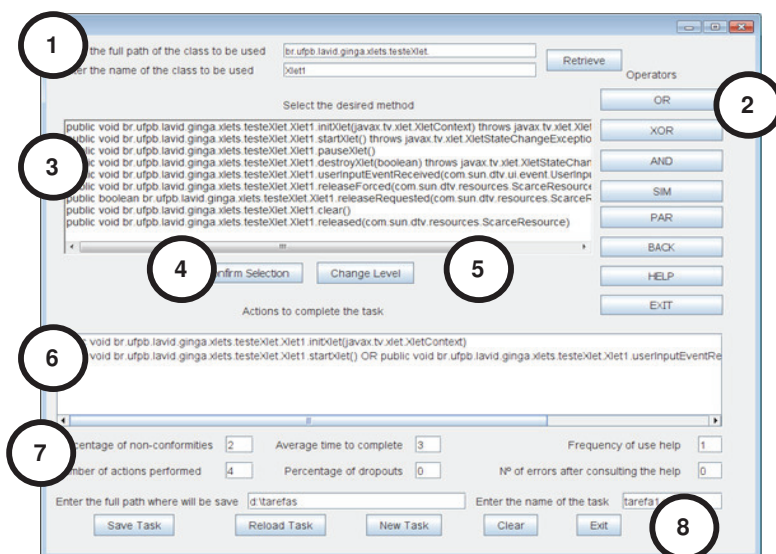 1
the full path of the class to be used br.ufpb.lavid.ginga.xlets.testeXlet.
Retrieve
ter the name of the class to be used Xlet1
Operators
Select the desired method
OR
2
XOR
AND
SIM
PAR
BACK
HELP
EXIT
3
public void br.ufpb.lavid.ginga.xlets.testeXlet.Xlet1.initXlet(javax.tv.xlet.XletContext) throws javax.tv.xlet.Xlet
public void br.ufpb.lavid.ginga.xlets.testeXlet.Xlet1.startXlet() throws javax.tv.xlet.XletStateChangeExceptio
public void br.ufpb.lavid.ginga.xlets.testeXlet.Xlet1.pauseXlet()
public void br.ufpb.lavid.ginga.xlets.testeXlet.Xlet1.destroyXlet(boolean) throws javax.tv.xlet.XletStateChan
public void br.ufpb.lavid.ginga.xlets.testeXlet.Xlet1.userInputEventReceived(com.sun.dtv.ui.event.UserInpu
public void br.ufpb.lavid.ginga.xlets.testeXlet.Xlet1.releaseForced(com.sun.dtv.resources.ScarceResource
public boolean br.ufpb.lavid.ginga.xlets.testeXlet.Xlet1.releaseRequested(com.sun.dtv.resources.ScarceR
public void br.ufpb.lavid.ginga.xlets.testeXlet.Xlet1.clear()
public void br.ufpb.lavid.ginga.xlets.testeXlet.Xlet1.released(com.sun.dtv.resources.ScarceResource)
4
nfirm Selection
Change Level
5
Actions to complete the task
6
void br.ufpb.lavid.ginga.xlets.testeXlet.Xlet1.initXlet(javax.tv.xlet.XletContext)
void br.ufpb.lavid.ginga.xlets.testeXlet.Xlet1.startXlet() OR public void br.ufpb.lavid.ginga.xlets.testeXlet.Xlet1.userInputEventRe
7
centage of non-conformities 2 Average time to complete 3 Frequency of use help 1
mber of actions performed 4 Percentage of dropouts 0 Nº of errors after consulting the help 0
Enter the full path where will be save d:\tarefas Enter the name of the task tarefa1
Save Task Reload Task New Task Clear Exit
8